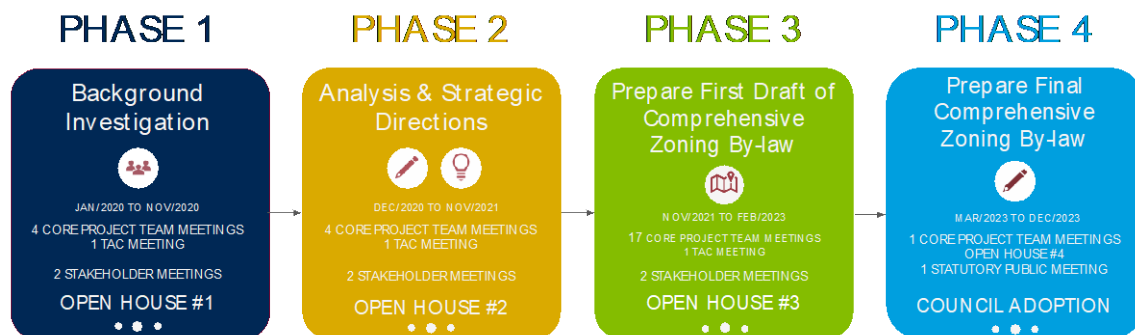 PHASE 1
Background
Investigation
JAN/2020 TO NOV/2020
4 CORE PROJECT TEAM MEETINGS
1 TAC MEETING
2 STAKEHOLDER MEETINGS
OPEN HOUSE #1
PHASE 2
Analysis & Strategic
Directions
DEC/2020 TO NOV/2021
4 CORE PROJECT TEAM MEETINGS
1 TAC MEETING
2 STAKEHOLDER MEETINGS
OPEN HOUSE #2
PHASE 3
Prepare First Draft of
Comprehensive
Zoning By-law
NOV/2021 TO FEB/2023
17 CORE PROJECT TEAM MEETINGS
1 TAC MEETING
2 STAKEHOLDER MEETINGS
OPEN HOUSE #3
PHASE 4
Prepare Final
Comprehensive
Zoning By-law
MAR/2023 TO DEC/2023
1 CORE PROJECT TEAM MEETINGS
OPEN HOUSE #4
1 STATUTORY PUBLIC MEETING
COUNCIL ADOPTION